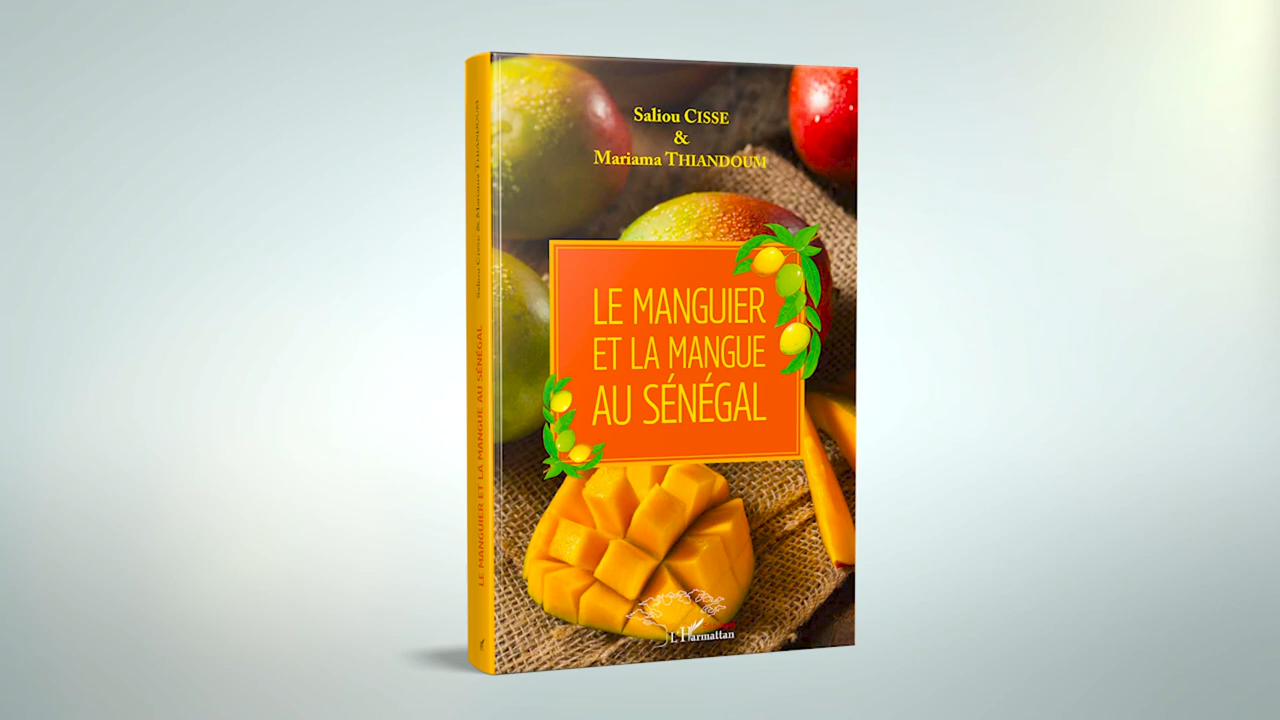 Saliou CISSE
&
Mariama THIANDOUM
LE MANGUIER
ET LA MANGUE
AU SÉNÉGAL
L'Harmattan
Saliou CISSE & Mariama THIANDOUM
LE MANGUIER ET LA MANGUE AU SÉNÉGAL